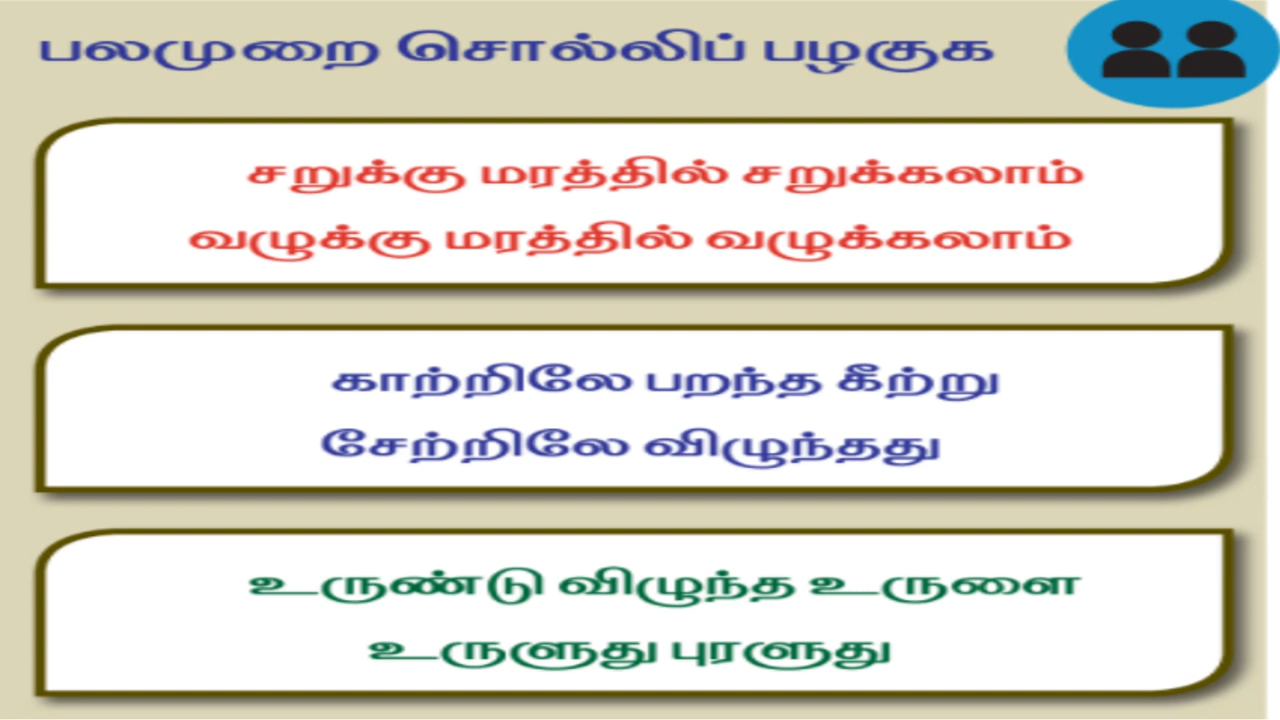 பலமுறை சொல்லிப் பழகுக
சறுக்கு மரத்தில் சறுக்கலாம்
வழுக்கு மரத்தில் வழுக்கலாம்
காற்றிலே பறந்த கீற்று
சேற்றிலே விழுந்தது
உருண்டு விழுந்த உருளை
உருளுது புரளுது